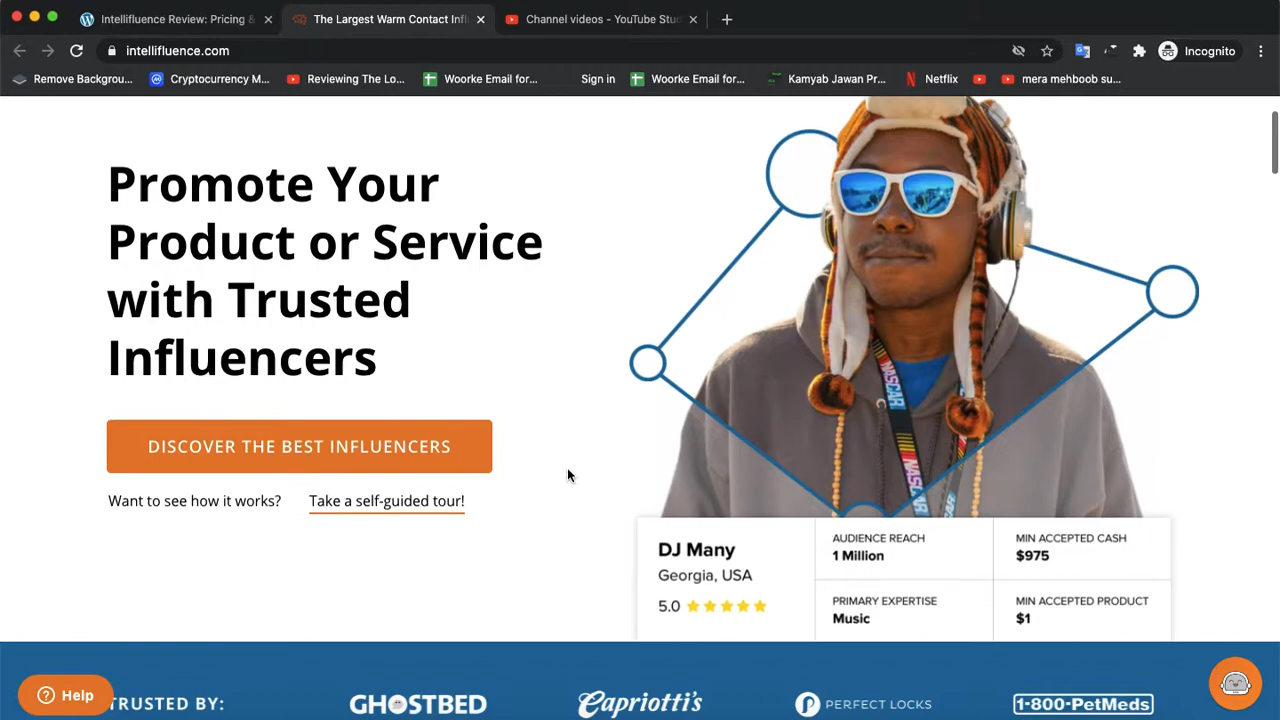 Intellifluence Review: Pricing &
The Largest Warm Contact Infl
Channel videos - YouTube Stud
intellifluence.com
Incognito
Remove Backgrou...
Cryptocurrency M...
Reviewing The Lo...
Woorke Email for...
Sign in
Woorke Email for...
Kamyab Jawan Pr...
Netflix
mera mehboob su...
Promote Your
Product or Service
with Trusted
Influencers
DISCOVER THE BEST INFLUENCERS
Want to see how it works? Take a self-guided tour!
NASCAR
NASCAR
DJ Many
Georgia, USA
5.0
AUDIENCE REACH
1 Million
MIN ACCEPTED CASH
$975
PRIMARY EXPERTISE
Music
MIN ACCEPTED PRODUCT
$1
Help
TRUSTED BY:
GHOSTBED
Capriotti's
PERFECT LOCKS
1-800-PetMeds